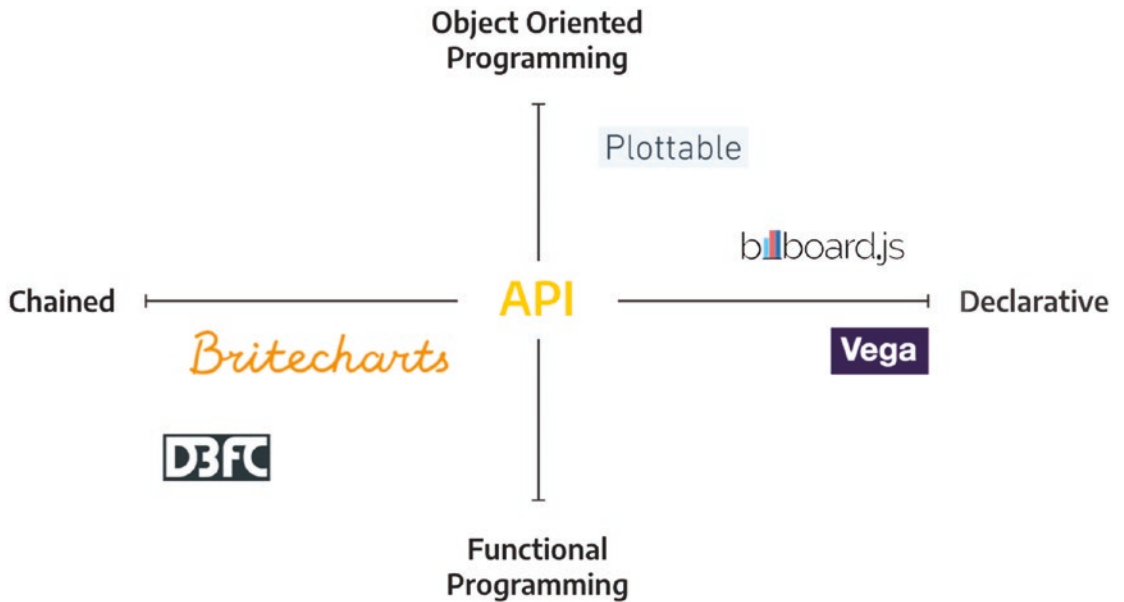 Object Oriented
Programming
Plottable
billboard.js
Chained
API
Declarative
Britecharts
Vega
D3FC
Functional
Programming